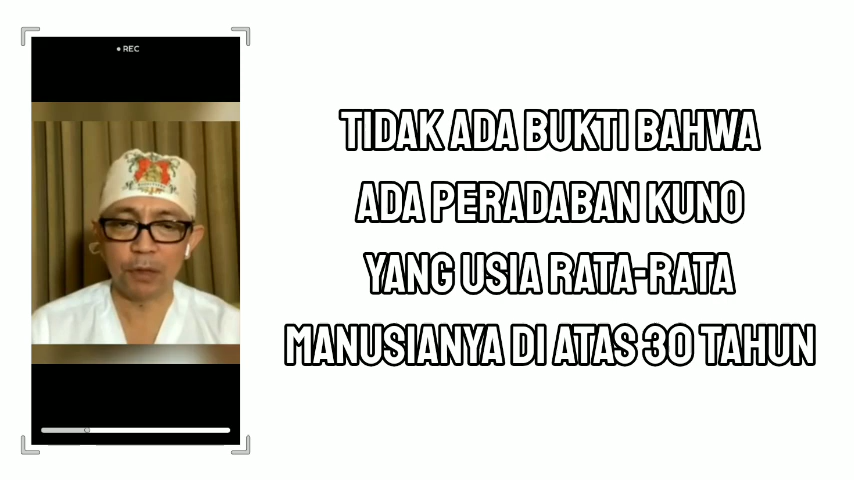 REC
TIDAK ADA BUKTI BAHWA
ADA PERADABAN KUNO
YANG USIA RATA-RATA
MANUSIANYA DI ATAS 30 TAHUN